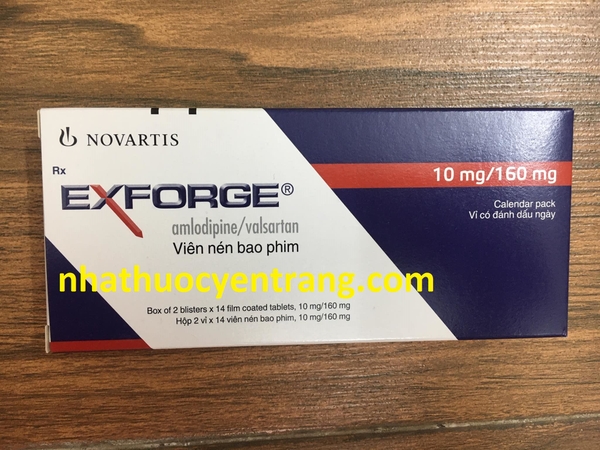 NOVARTIS
Rx
EXFORGE®
amlodipine/valsartan
Viên nén bao phim
10 mg/160 mg
Calendar pack
Vỉ có đánh dấu ngày
nhathuocyentrang.com
Box of 2 blisters x 14 film coated tablets, 10 mg/160 mg
Hộp 2 vỉ x 14 viên nén bao phim, 10 mg/160 mg